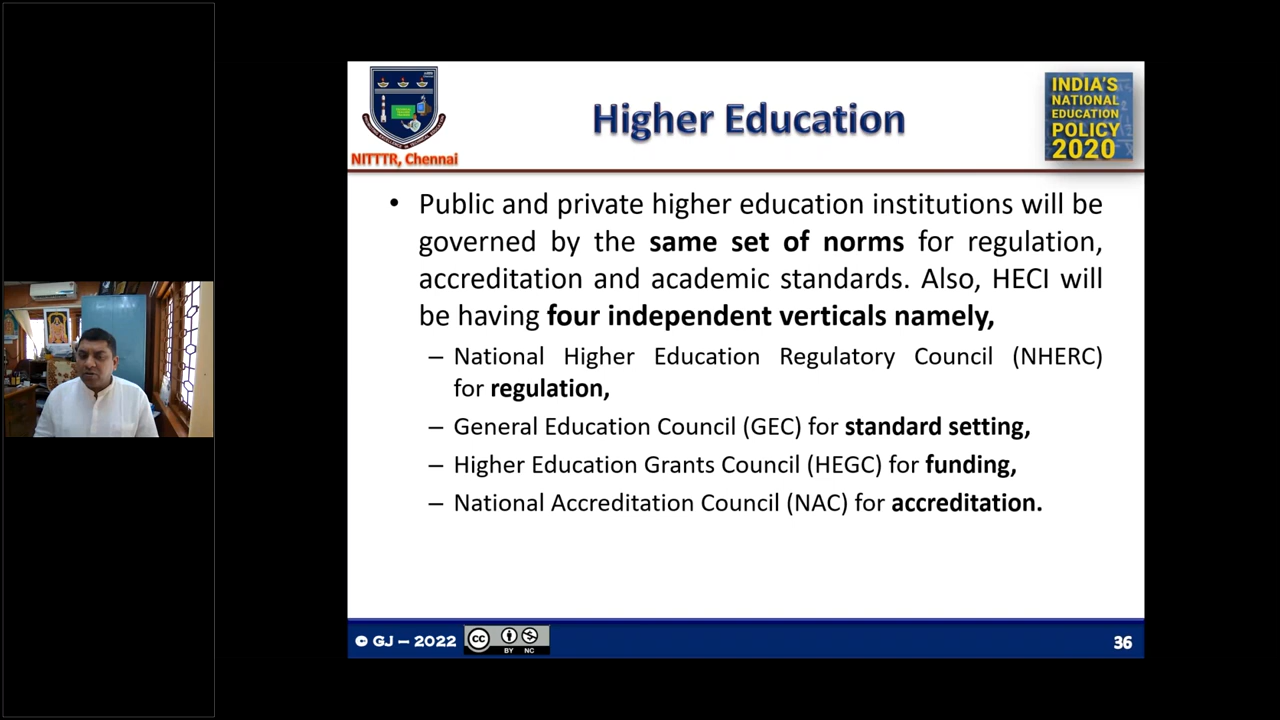 Higher Education
NITTTR, Chennai
INDIA'S
NATIONAL
EDUCATION
POLICY
2020
• Public and private higher education institutions will be
governed by the same set of norms for regulation,
accreditation and academic standards. Also, HECI will
be having four independent verticals namely,
– National Higher Education Regulatory Council (NHERC)
for regulation,
– General Education Council (GEC) for standard setting,
– Higher Education Grants Council (HEGC) for funding,
– National Accreditation Council (NAC) for accreditation.
© GJ – 2022
cc
BY NC
36